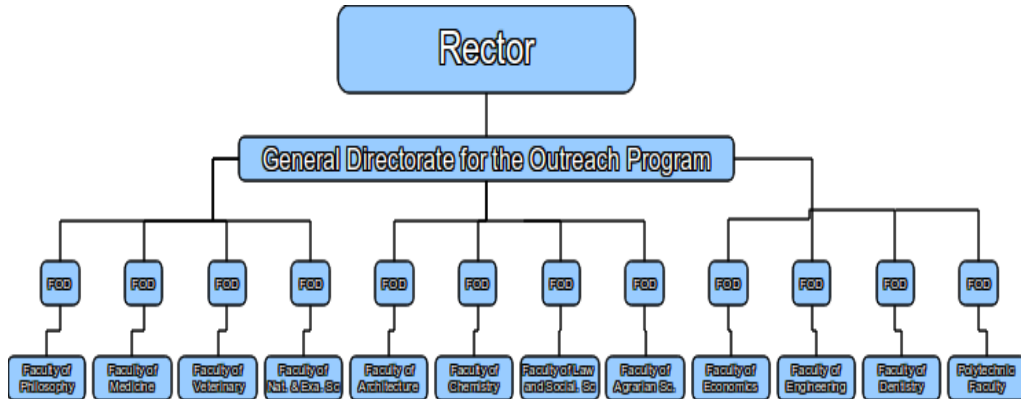 Rector
General Directorate for the Outreach Program
FOD FOD FOD FOD FOD FOD FOD FOD FOD FOD FOD FOD
Faculty of
Philosophy
Faculty of
Medicine
Faculty of
Veterinary
Faculty of
Nat. & Exa. Sc
Faculty of
Architecture
Faculty of
Chemistry
Faculty of Law
and Social. Sc
Faculty of
Agrarian Sc.
Faculty of
Economics
Faculty of
Engineering
Faculty of
Dentistry
Polytechnic
Faculty